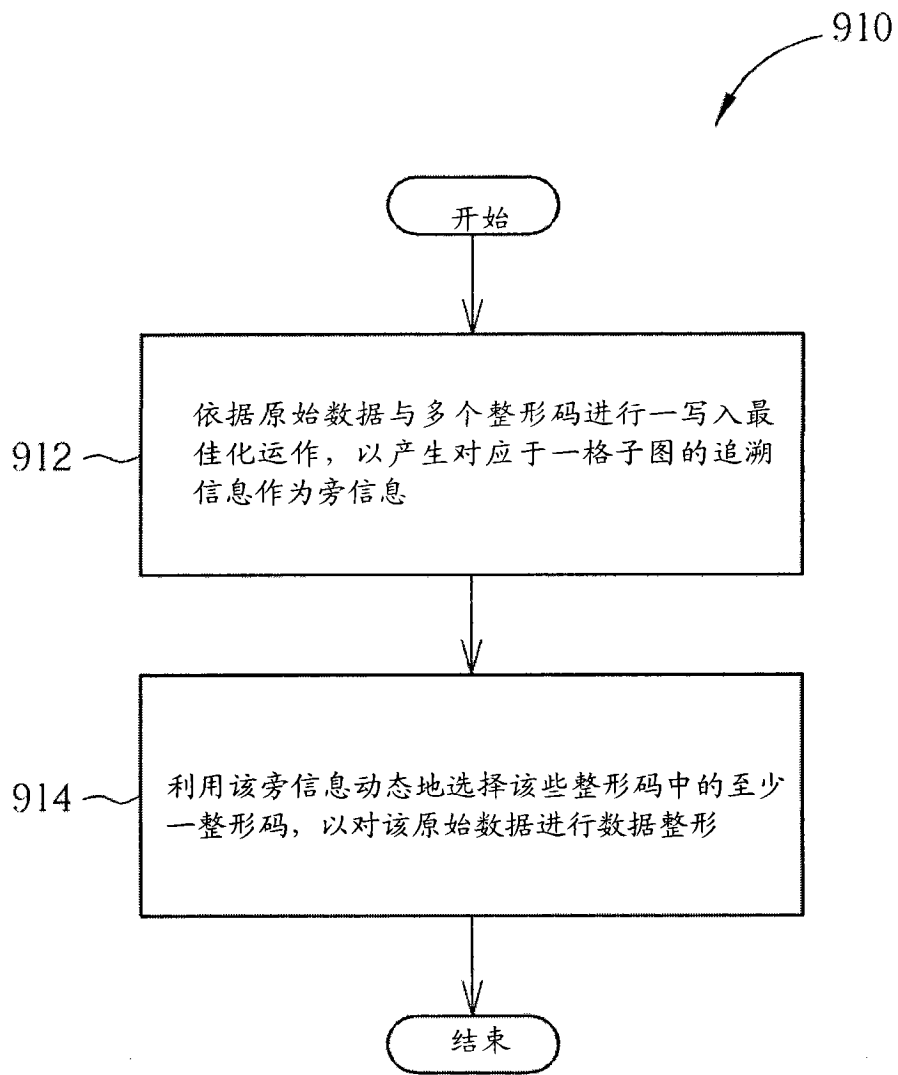 910
开始
912
依据原始数据与多个整形码进行一写入最
佳化运作，以产生对应于一格子图的追溯
信息作为旁信息
914
利用该旁信息动态地选择该些整形码中的至少
一整形码，以对该原始数据进行数据整形
结束